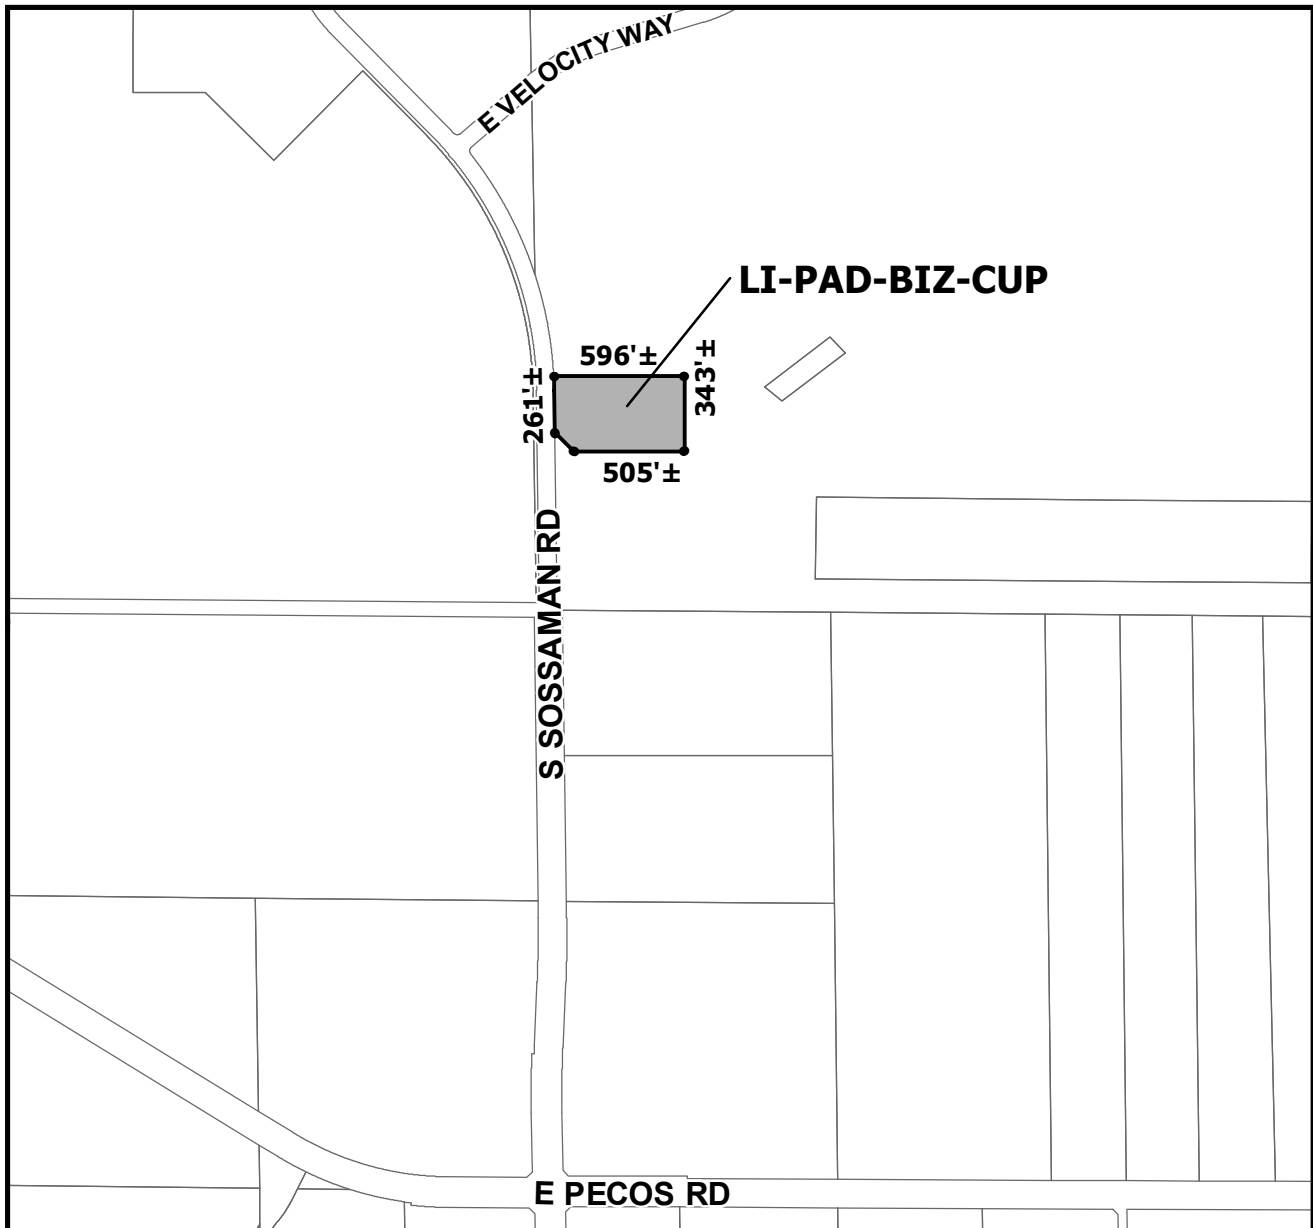 E VELOCITY WAY
LI-PAD-BIZ-CUP
596'±
343'±
261'±
505'±
S SOSSAMAN RD
E PECOS RD